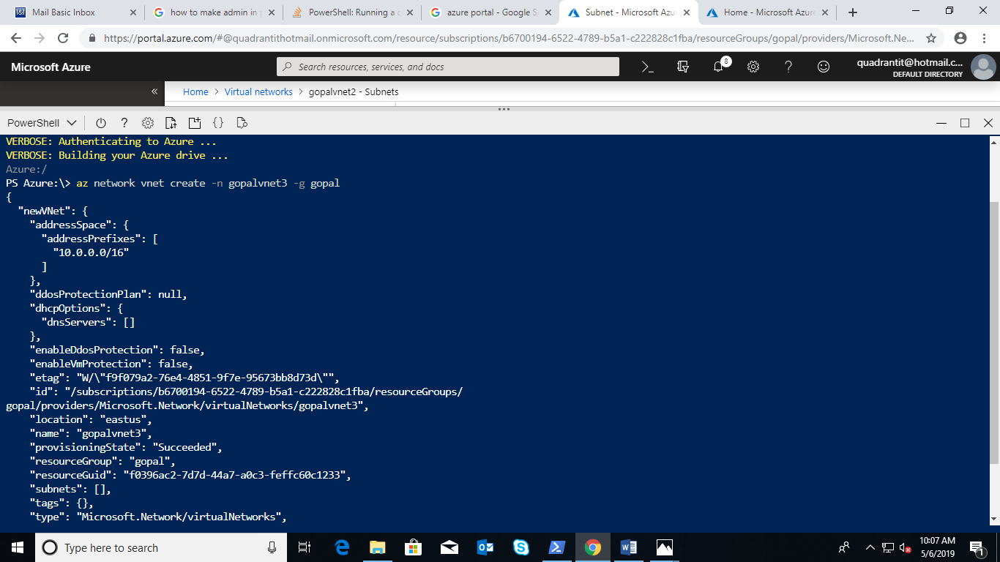 Mail Basic Inbox
how to make admin in p
PowerShell: Running a c
azure portal - Google S
Subnet - Microsoft Azu
Home - Microsoft Azure
https://portal.azure.com/#@quadrantithotmail.onmicrosoft.com/resource/subscriptions/b6700194-6522-4789-b5a1-c222828c1fba/resourceGroups/gopal/providers/Microsoft.Ne...
Microsoft Azure
Search resources, services, and docs
8
quadrantit@hotmail.c...
DEFAULT DIRECTORY
«
Home > Virtual networks > gopalvnet2 - Subnets
PowerShell
?
{}
VERBOSE: Authenticating to Azure ...
VERBOSE: Building your Azure drive ...
Azure:/
PS Azure:\> az network vnet create -n gopalvnet3 -g gopal
{
"newVNet": {
"addressSpace": {
"addressPrefixes": [
"10.0.0.0/16"
]
},
"ddosProtectionPlan": null,
"dhcpOptions": {
"dnsServers": []
},
"enableDdosProtection": false,
"enableVmProtection": false,
"etag": "W/\"f9f079a2-76e4-4851-9f7e-95673bb8d73d\"",
"id": "/subscriptions/b6700194-6522-4789-b5a1-c222828c1fba/resourceGroups/
gopal/providers/Microsoft.Network/virtualNetworks/gopalvnet3",
"location": "eastus",
"name": "gopalvnet3",
"provisioningState": "Succeeded",
"resourceGroup": "gopal",
"resourceGuid": "f0396ac2-7d7d-44a7-a0c3-feffc60c1233",
"subnets": [],
"tags": {},
"type": "Microsoft.Network/virtualNetworks",
Type here to search
10:07 AM
5/6/2019
1